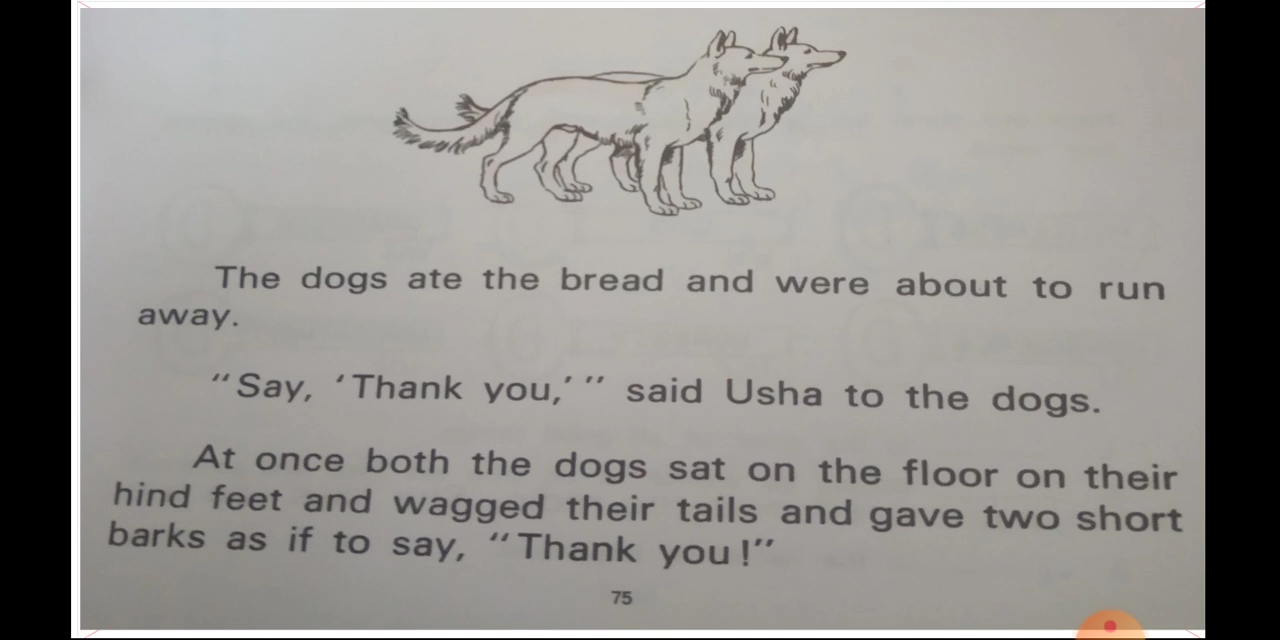 The dogs ate the bread and were about to run
away.
“Say, ‘Thank you,’ ” said Usha to the dogs.
At once both the dogs sat on the floor on their
hind feet and wagged their tails and gave two short
barks as if to say, “Thank you!”
75